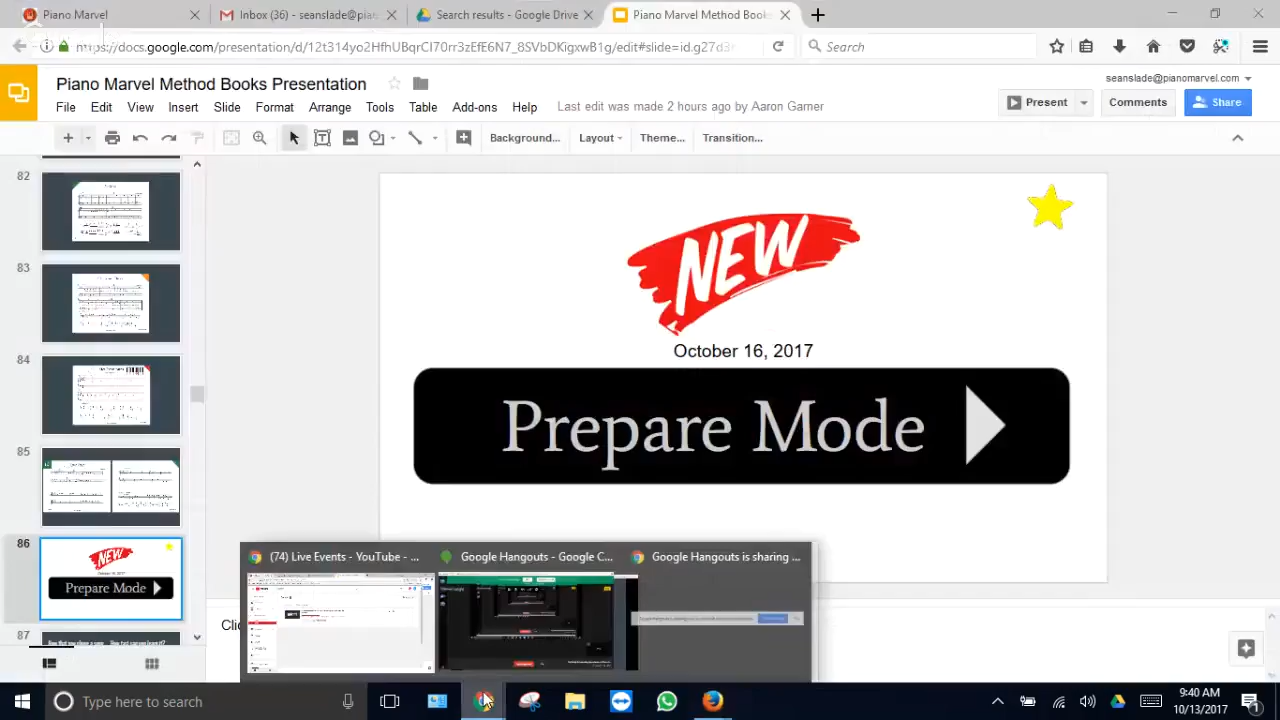 Piano Marvel
Inbox (36) - seanslade@pia
Search results - Google Drive
Piano Marvel Method Books
https://docs.google.com/presentation/d/12t314yo2HfhUBqrCI70rr3zEfE6N7_8SVbDKigxwB1g/edit#slide=id.g27d3r
Search
Piano Marvel Method Books Presentation
seanslade@pianomarvel.com
File Edit View Insert Format Arrange Tools Table Add-ons Help Last edit was made 2 hours ago by Aaron Garner
Present Comments Share
Background... Layout Theme... Transition...
82
83
84
85
86
87
NEW
October 16, 2017
Prepare Mode
NEW
Prepare Mode
(74) Live Events - YouTube - ...
Google Hangouts - Google C...
Google Hangouts is sharing ...
Clic
Type here to search
9:40 AM
10/13/2017